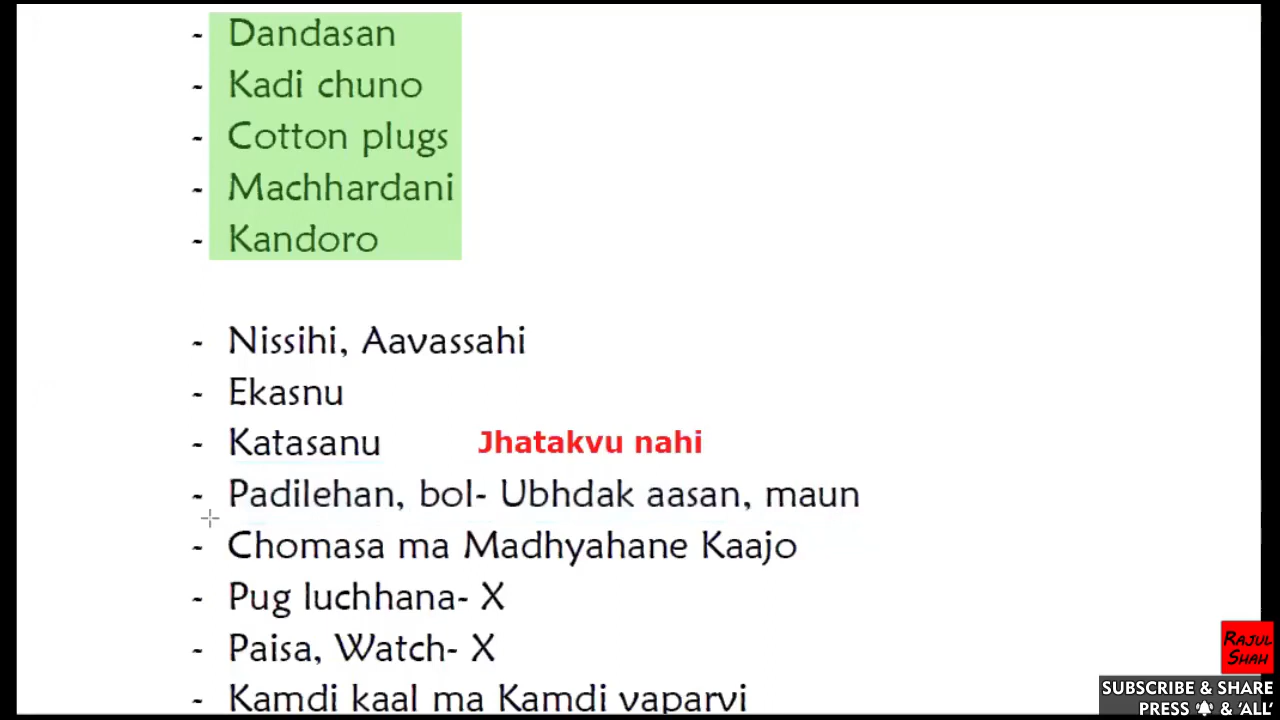 - Dandasan
- Kadi chuno
- Cotton plugs
- Machhardani
- Kandoro
- Nissihi, Aavassahi
- Ekasnu
- Katasanu Jhatakvu nahi
- Padilehan, bol- Ubhdak aasan, maun
- Chomasa ma Madhyahane Kaajo
- Pug luchhana- X
- Paisa, Watch- X
- Kamdi kaal ma Kamdi vaparvi
RAJUL
SHAH
SUBSCRIBE & SHARE
PRESS 🔔 & 'ALL'